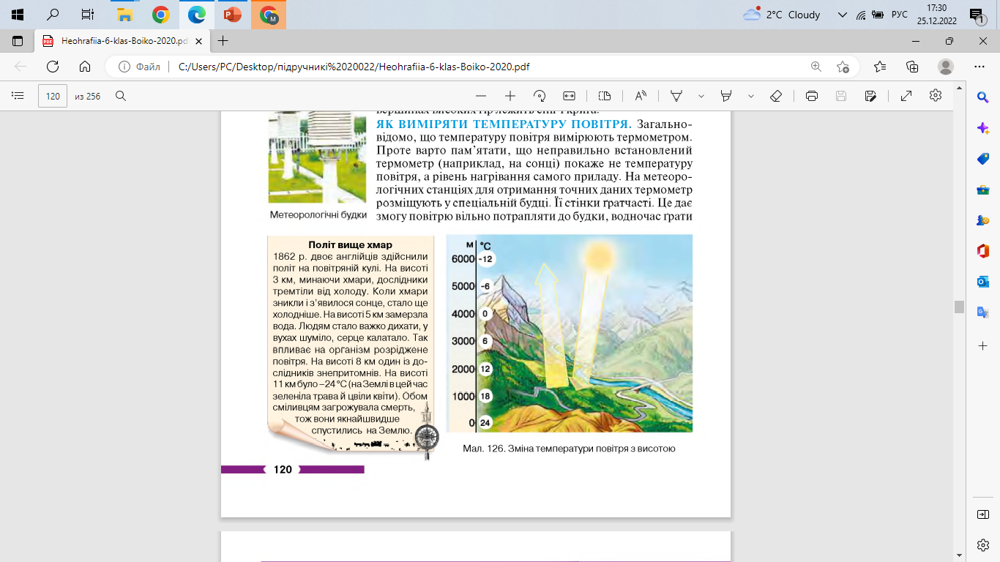 2°C Cloudy
РУС
17:30
25.12.2022
1
Heohrafiia-6-klas-Boiko-2020.pd
Файл
C:/Users/PC/Desktop/підручникі%2020022/Heohrafiia-6-klas-Boiko-2020.pdf
120
из 256
вершинах високих гір лежить сніг і крига.
ЯК ВИМІРЯТИ ТЕМПЕРАТУРУ ПОВІТРЯ. Загально-
відомо, що температуру повітря вимірюють термометром.
Проте варто пам’ятати, що неправильно встановлений
термометр (наприклад, на сонці) покаже не температуру
повітря, а рівень нагрівання самого приладу. На метеоро-
логічних станціях для отримання точних даних термометр
розміщують у спеціальній будці. Її стінки ґратчасті. Це дає
змогу повітрю вільно потрапляти до будки, водночас ґрати
Метеорологічні будки
Політ вище хмар
1862 р. двоє англійців здійснили
політ на повітряній кулі. На висоті
3 км, минаючи хмари, дослідники
тремтіли від холоду. Коли хмари
зникли і з’явилося сонце, стало ще
холодніше. На висоті 5 км замерзла
вода. Людям стало важко дихати, у
вухах шуміло, серце калатало. Так
впливає на організм розріджене
повітря. На висоті 8 км один із до-
слідників знепритомнів. На висоті
11 км було –24 °С (на Землі в цей час
зеленіла трава й цвіли квіти). Обом
сміливцям загрожувала смерть,
тож вони якнайшвидше
спустились на Землю.
м °С
6000 -12
5000 -6
4000 0
3000 6
2000 12
1000 18
0 24
Мал. 126. Зміна температури повітря з висотою
120